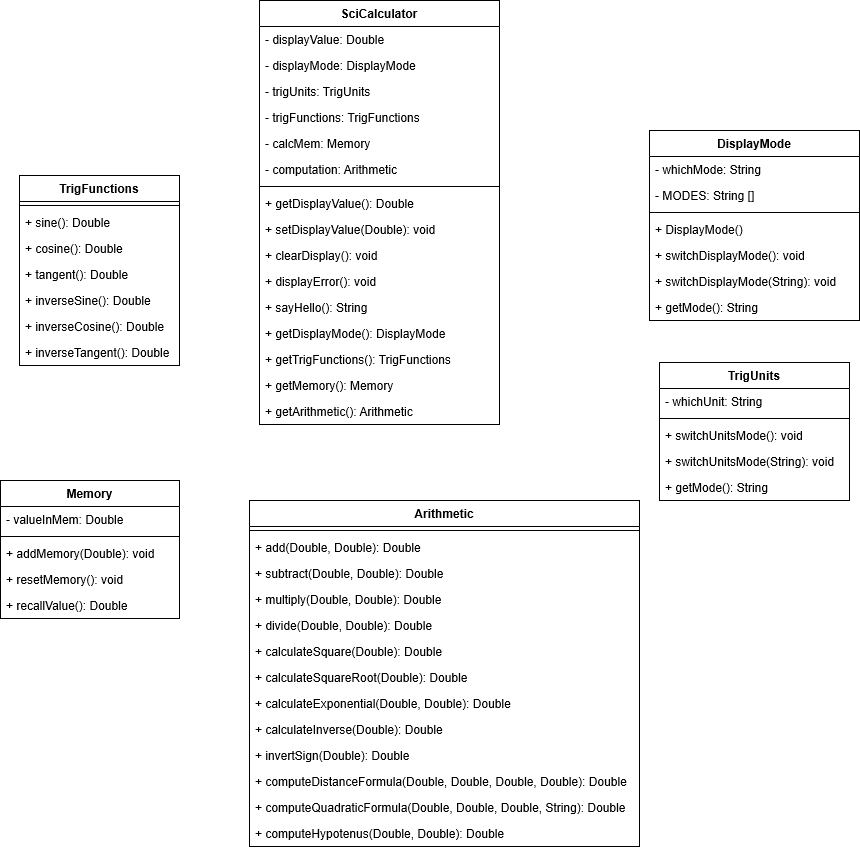 SciCalculator
- displayValue: Double
- displayMode: DisplayMode
- trigUnits: TrigUnits
- trigFunctions: TrigFunctions
- calcMem: Memory
- computation: Arithmetic
+ getDisplayValue(): Double
+ setDisplayValue(Double): void
+ clearDisplay(): void
+ displayError(): void
+ sayHello(): String
+ getDisplayMode(): DisplayMode
+ getTrigFunctions(): TrigFunctions
+ getMemory(): Memory
+ getArithmetic(): Arithmetic
DisplayMode
- whichMode: String
- MODES: String []
+ DisplayMode()
+ switchDisplayMode(): void
+ switchDisplayMode(String): void
+ getMode(): String
TrigFunctions
+ sine(): Double
+ cosine(): Double
+ tangent(): Double
+ inverseSine(): Double
+ inverseCosine(): Double
+ inverseTangent(): Double
TrigUnits
- whichUnit: String
+ switchUnitsMode(): void
+ switchUnitsMode(String): void
+ getMode(): String
Memory
- valueInMem: Double
+ addMemory(Double): void
+ resetMemory(): void
+ recallValue(): Double
Arithmetic
+ add(Double, Double): Double
+ subtract(Double, Double): Double
+ multiply(Double, Double): Double
+ divide(Double, Double): Double
+ calculateSquare(Double): Double
+ calculateSquareRoot(Double): Double
+ calculateExponential(Double, Double): Double
+ calculateInverse(Double): Double
+ invertSign(Double): Double
+ computeDistanceFormula(Double, Double, Double, Double): Double
+ computeQuadraticFormula(Double, Double, Double, String): Double
+ computeHypotenus(Double, Double): Double